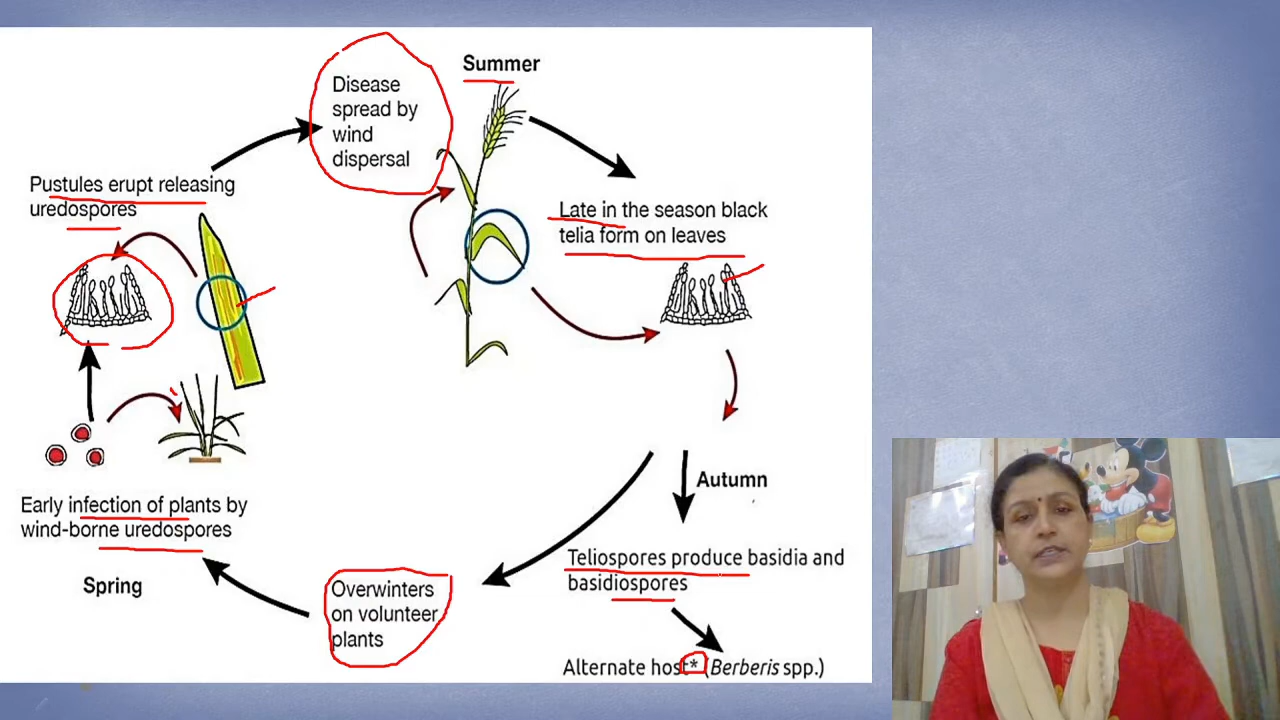 Summer
Disease
spread by
wind
dispersal
Pustules erupt releasing
uredospores
Late in the season black
telia form on leaves
Autumn
Early infection of plants by
wind-borne uredospores
Spring
Overwinters
on volunteer
plants
Teliospores produce basidia and
basidiospores
Alternate host* (Berberis spp.)